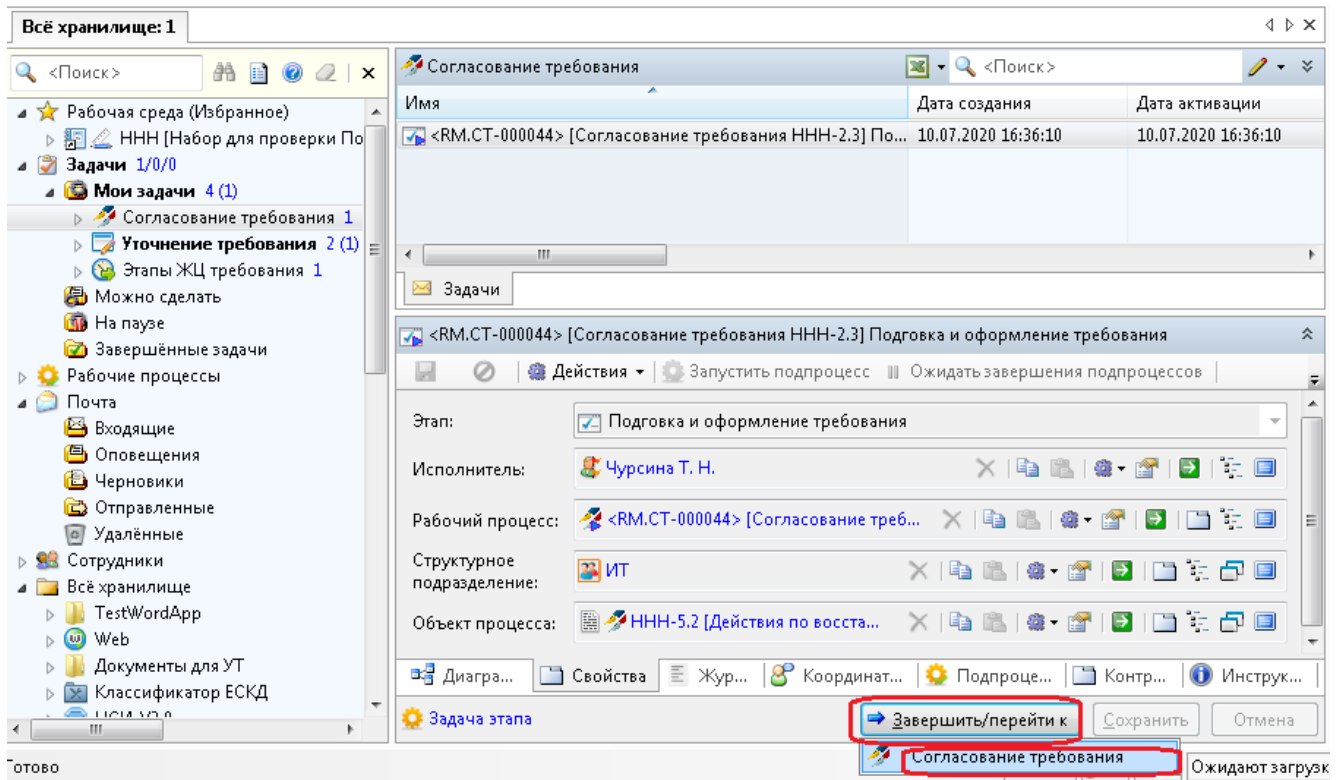 Всё хранилище: 1
<Поиск>
Рабочая среда (Избранное)
ННН [Набор для проверки По
Задачи 1/0/0
Мои задачи 4 (1)
Согласование требования 1
Уточнение требования 2 (1)
Этапы ЖЦ требования 1
Можно сделать
На паузе
Завершённые задачи
Рабочие процессы
Почта
Входящие
Оповещения
Черновики
Отправленные
Удалённые
Сотрудники
Всё хранилище
TestWordApp
Web
Документы для УТ
Классификатор ЕСКД
Согласование требования <Поиск>
Имя Дата создания Дата активации
<RM.CT-000044> [Согласование требования ННН-2.3] По... 10.07.2020 16:36:10 10.07.2020 16:36:10
Задачи
<RM.CT-000044> [Согласование требования ННН-2.3] Подговка и оформление требования
Действия Запустить подпроцесс Ожидать завершения подпроцессов
Этап: Подговка и оформление требования
Исполнитель: Чурсина Т. Н.
Рабочий процесс: <RM.CT-000044> [Согласование треб...
Структурное
подразделение: ИТ
Объект процесса: ННН-5.2 [Действия по восста...
Диагра... Свойства Жур... Координат... Подпроце... Контр... Инструк...
Задача этапа Завершить/перейти к Сохранить Отмена
Согласование требования
Готово Ожидают загрузк